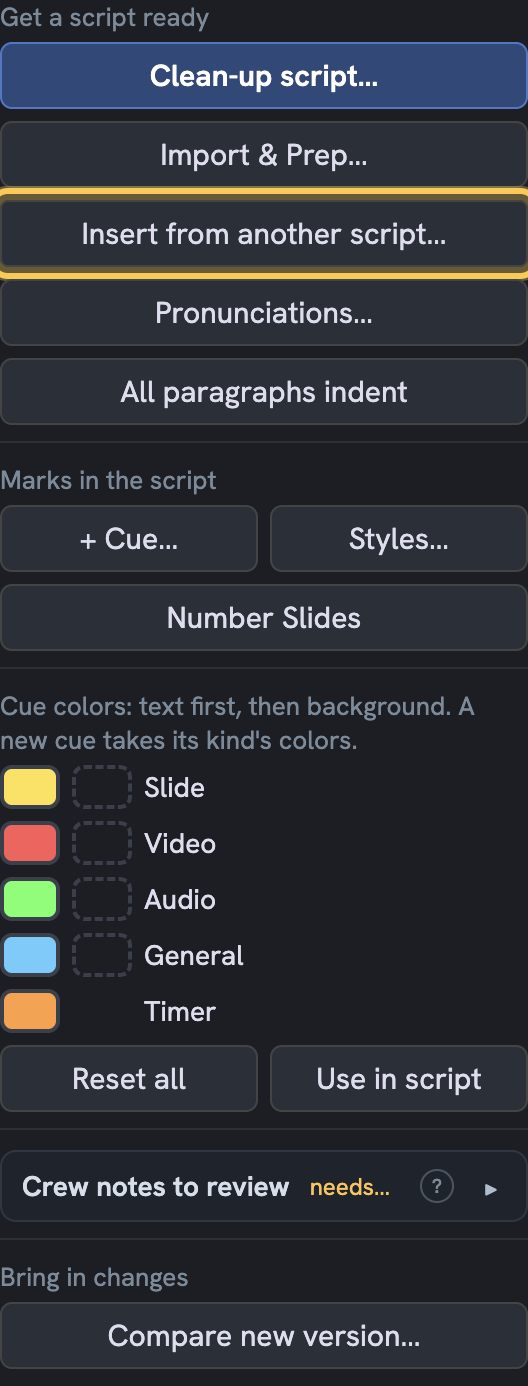 Get a script ready
Clean-up script...
Import & Prep...
Insert from another script...
Pronunciations...
All paragraphs indent
Marks in the script
+ Cue...
Styles...
Number Slides
Cue colors: text first, then background. A
new cue takes its kind's colors.
Slide
Video
Audio
General
Timer
Reset all
Use in script
Crew notes to review needs... ?
Bring in changes
Compare new version...